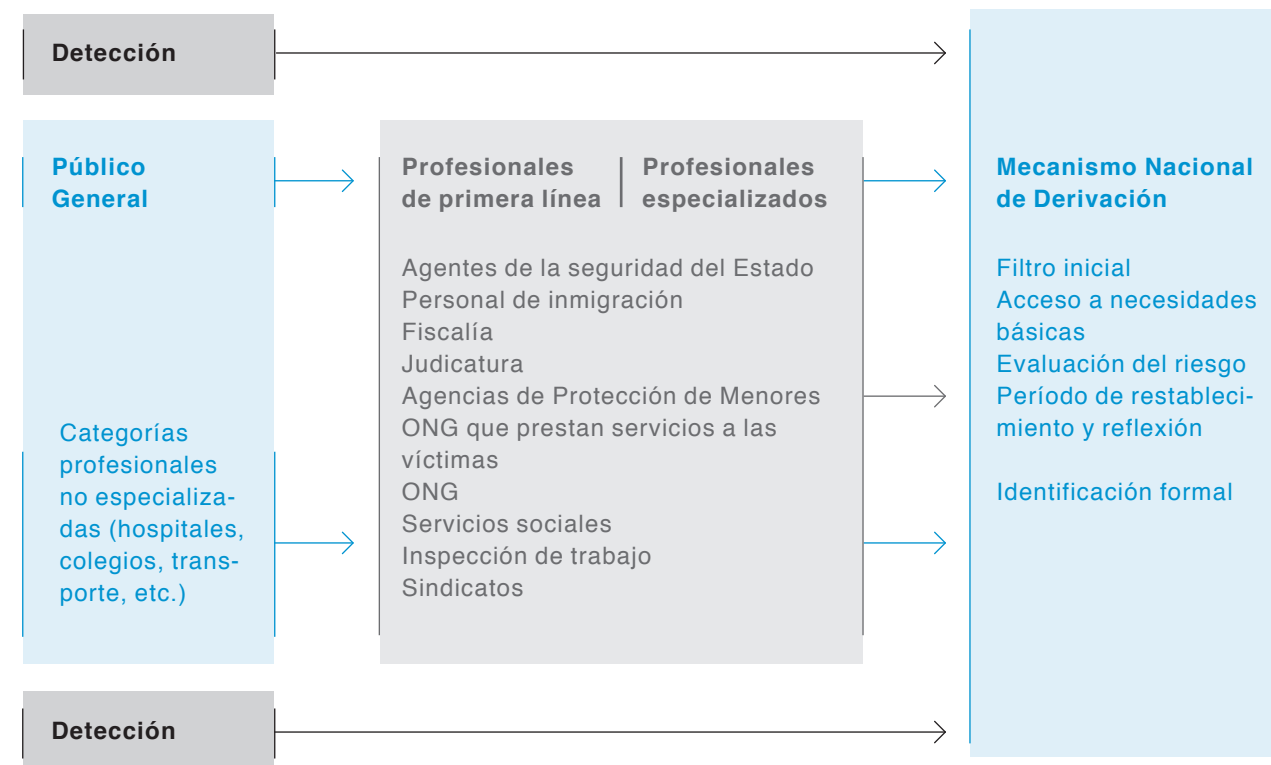 Detección
Público
General
Categorías
profesionales
no especializa-
das (hospitales,
colegios, trans-
porte, etc.)
Profesionales
de primera línea
Profesionales
especializados
Agentes de la seguridad del Estado
Personal de inmigración
Fiscalía
Judicatura
Agencias de Protección de Menores
ONG que prestan servicios a las
víctimas
ONG
Servicios sociales
Inspección de trabajo
Sindicatos
Mecanismo Nacional
de Derivación
Filtro inicial
Acceso a necesidades
básicas
Evaluación del riesgo
Período de restableci-
miento y reflexión
Identificación formal
Detección